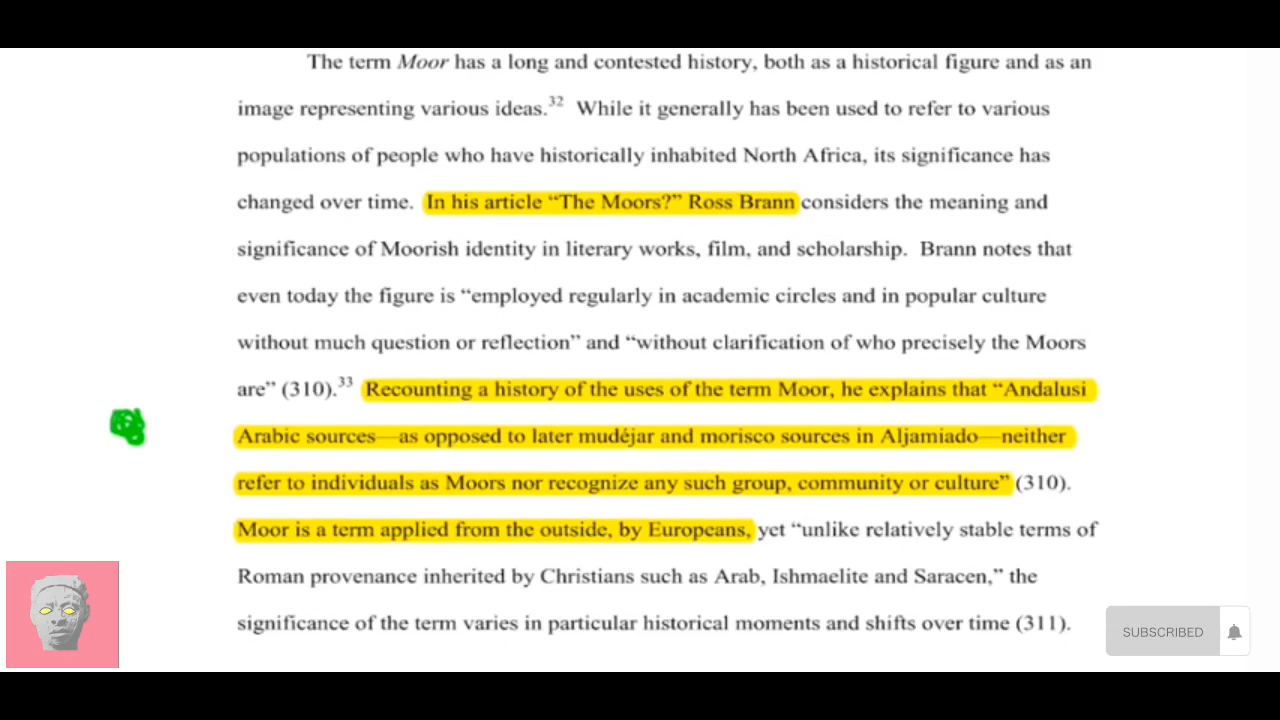 The term Moor has a long and contested history, both as a historical figure and as an
image representing various ideas.32 While it generally has been used to refer to various
populations of people who have historically inhabited North Africa, its significance has
changed over time. In his article “The Moors?” Ross Brann considers the meaning and
significance of Moorish identity in literary works, film, and scholarship. Brann notes that
even today the figure is “employed regularly in academic circles and in popular culture
without much question or reflection” and “without clarification of who precisely the Moors
are” (310).33 Recounting a history of the uses of the term Moor, he explains that “Andalusi
Arabic sources—as opposed to later mudéjar and morisco sources in Aljamiado—neither
refer to individuals as Moors nor recognize any such group, community or culture” (310).
Moor is a term applied from the outside, by Europeans, yet “unlike relatively stable terms of
Roman provenance inherited by Christians such as Arab, Ishmaelite and Saracen,” the
significance of the term varies in particular historical moments and shifts over time (311).
SUBSCRIBED